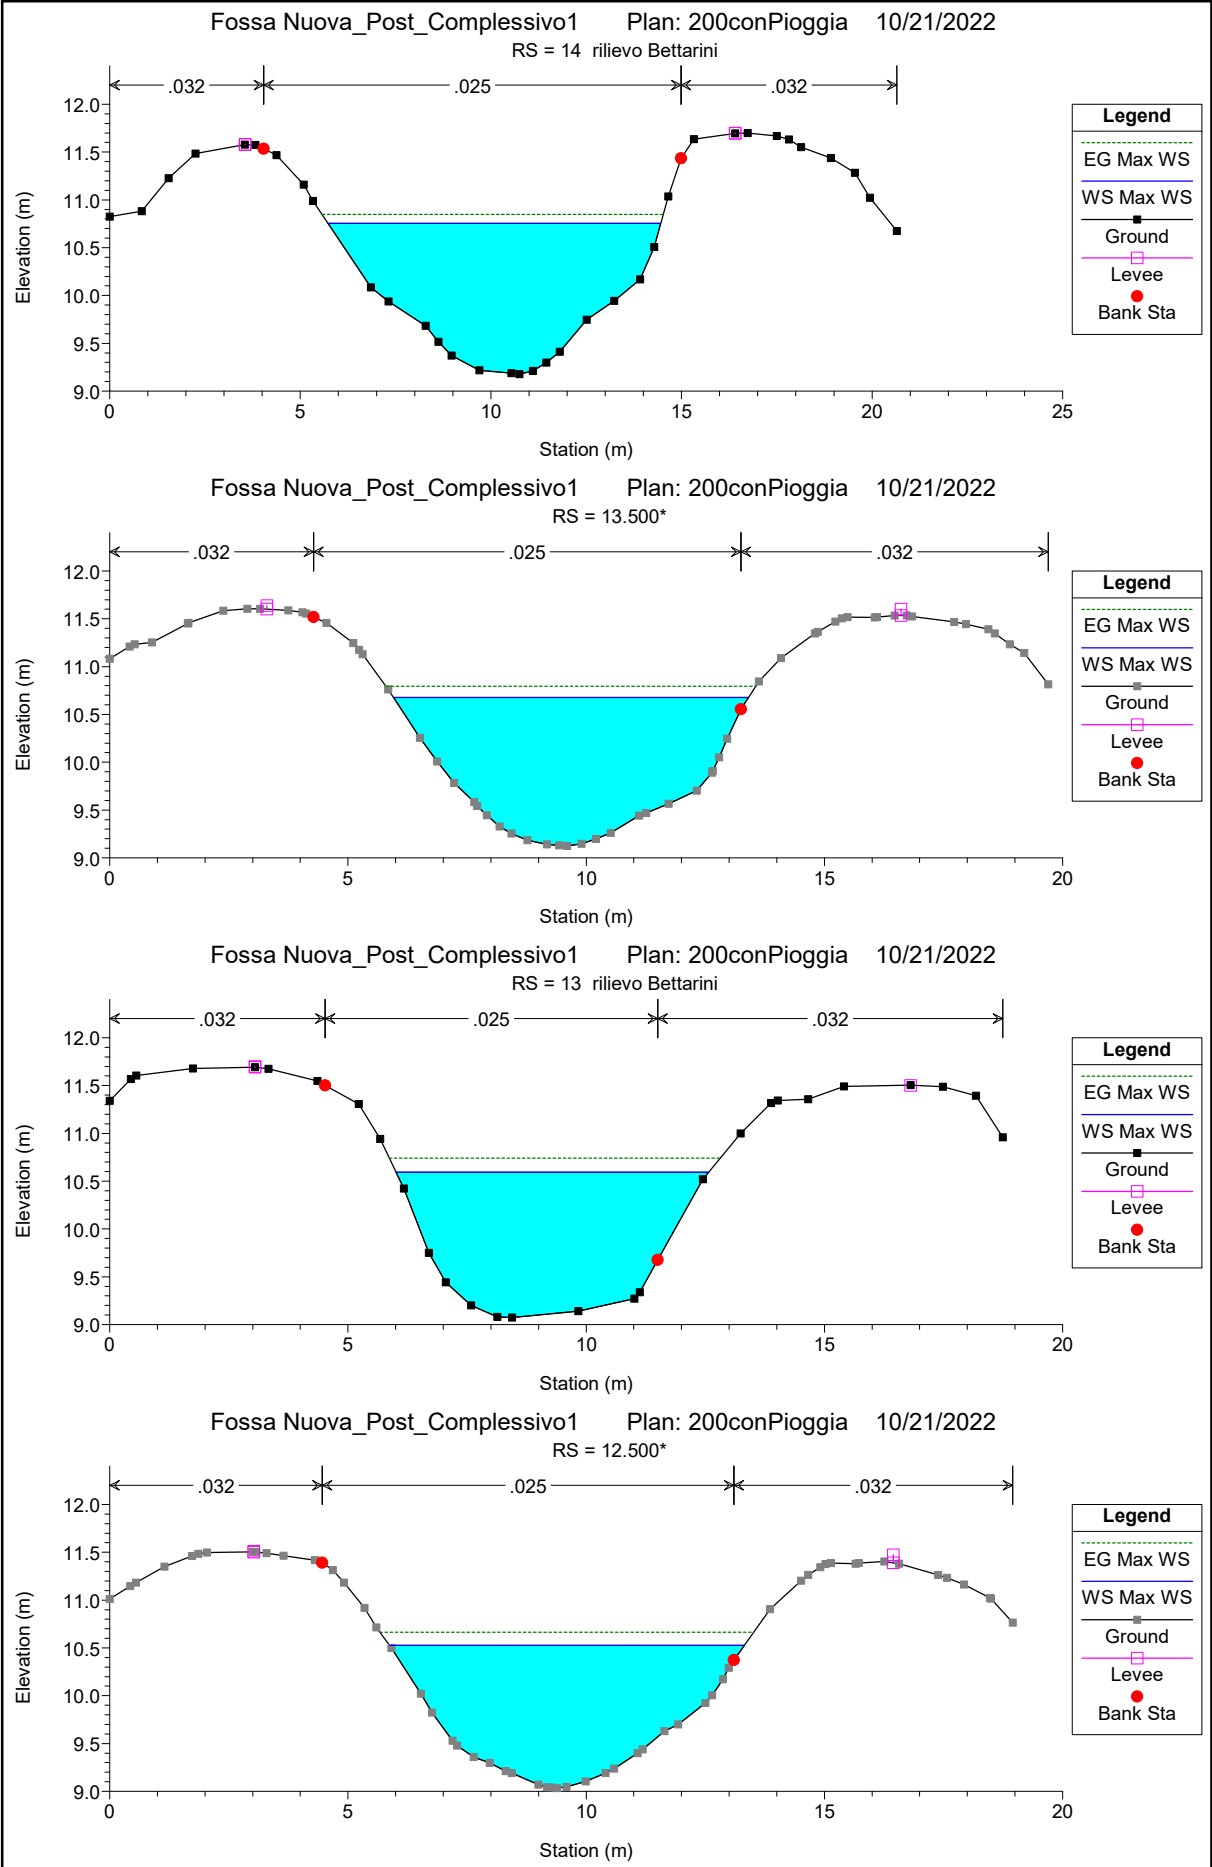 Fossa Nuova_Post_Complessivo1 Plan: 200conPioggia 10/21/2022
RS = 14 rilievo Bettarini
.032 .025 .032
12.0
11.5
11.0
10.5
10.0
9.5
9.0
Elevation (m)
0 5 10 15 20 25
Station (m)
Legend
EG Max WS
WS Max WS
Ground
Levee
Bank Sta
Fossa Nuova_Post_Complessivo1 Plan: 200conPioggia 10/21/2022
RS = 13.500*
.032 .025 .032
12.0
11.5
11.0
10.5
10.0
9.5
9.0
Elevation (m)
0 5 10 15 20
Station (m)
Legend
EG Max WS
WS Max WS
Ground
Levee
Bank Sta
Fossa Nuova_Post_Complessivo1 Plan: 200conPioggia 10/21/2022
RS = 13 rilievo Bettarini
.032 .025 .032
12.0
11.5
11.0
10.5
10.0
9.5
9.0
Elevation (m)
0 5 10 15 20
Station (m)
Legend
EG Max WS
WS Max WS
Ground
Levee
Bank Sta
Fossa Nuova_Post_Complessivo1 Plan: 200conPioggia 10/21/2022
RS = 12.500*
.032 .025 .032
12.0
11.5
11.0
10.5
10.0
9.5
9.0
Elevation (m)
0 5 10 15 20
Station (m)
Legend
EG Max WS
WS Max WS
Ground
Levee
Bank Sta